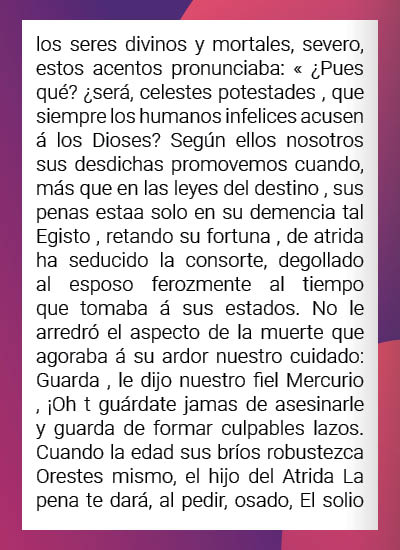 los seres divinos y mortales, severo,
estos acentos pronunciaba: « ¿Pues
qué? ¿será, celestes potestades , que
siempre los humanos infelices acusen
á los Dioses? Según ellos nosotros
sus desdichas promovemos cuando,
más que en las leyes del destino , sus
penas estaa solo en su demencia tal
Egisto , retando su fortuna , de atrida
ha seducido la consorte, degollado
al esposo ferozmente al tiempo
que tomaba á sus estados. No le
arredró el aspecto de la muerte que
agoraba á su ardor nuestro cuidado:
Guarda , le dijo nuestro fiel Mercurio
, ¡Oh t guárdate jamas de asesinarle
y guarda de formar culpables lazos.
Cuando la edad sus bríos robustezca
Orestes mismo, el hijo del Atrida La
pena te dará, al pedir, osado, El solio